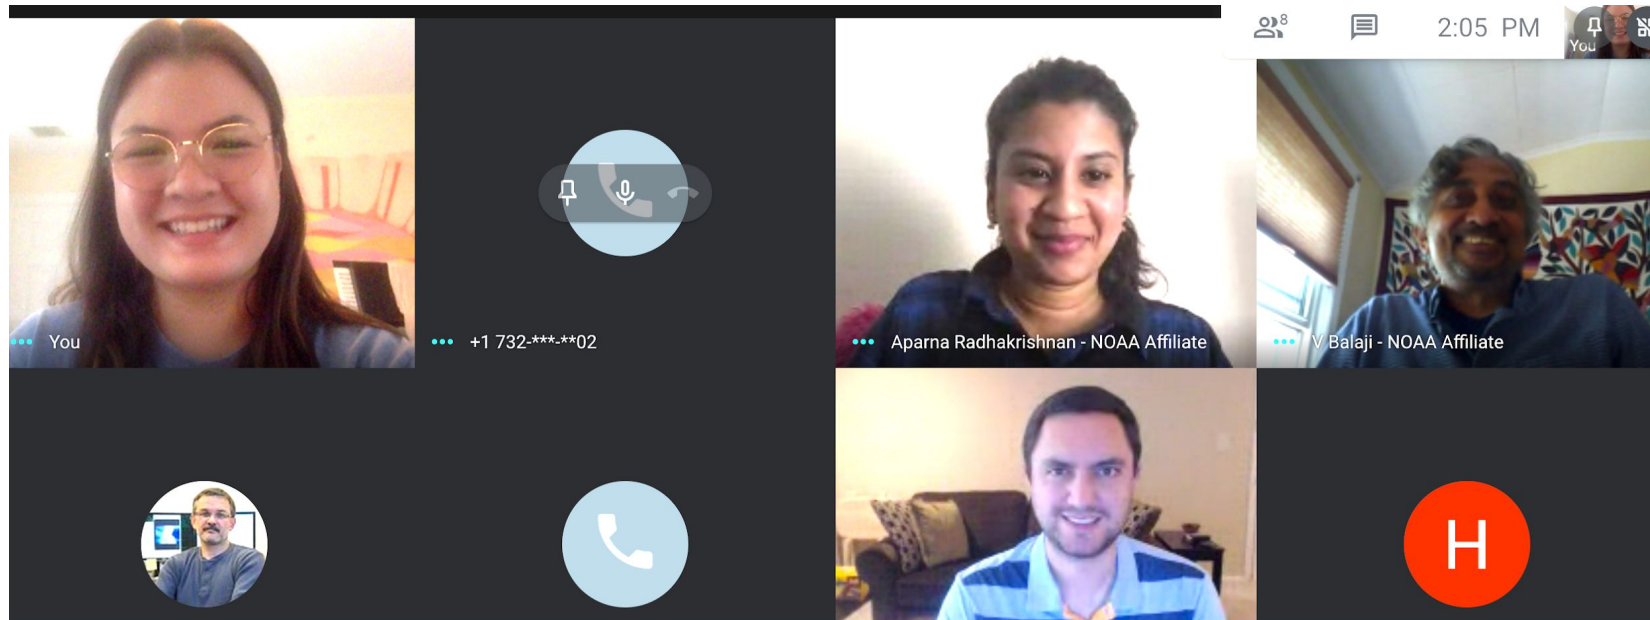 8
2:05 PM
You
You
+1 732-***-**02
Aparna Radhakrishnan - NOAA Affiliate
V Balaji - NOAA Affiliate
H